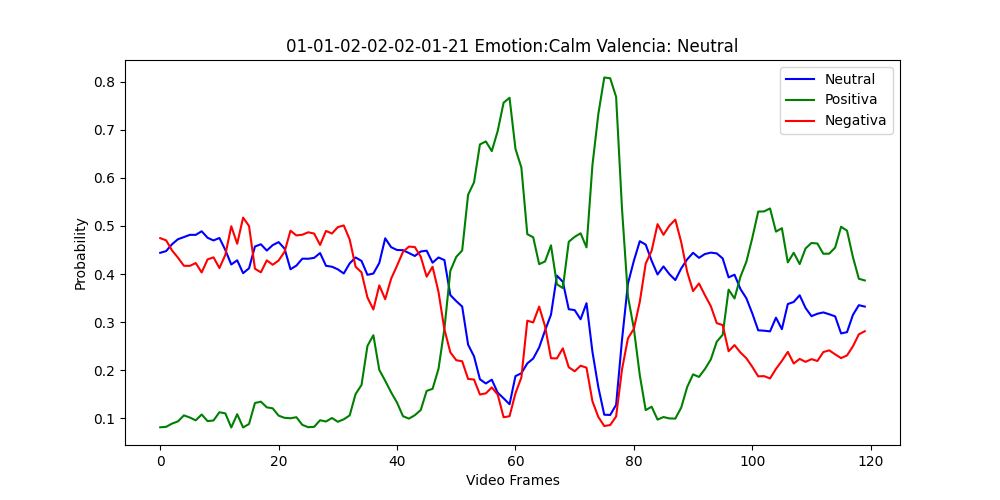 01-01-02-02-02-01-21 Emotion:Calm Valencia: Neutral
Neutral
Positiva
Negativa
Probability
0.8
0.7
0.6
0.5
0.4
0.3
0.2
0.1
0 20 40 60 80 100 120
Video Frames